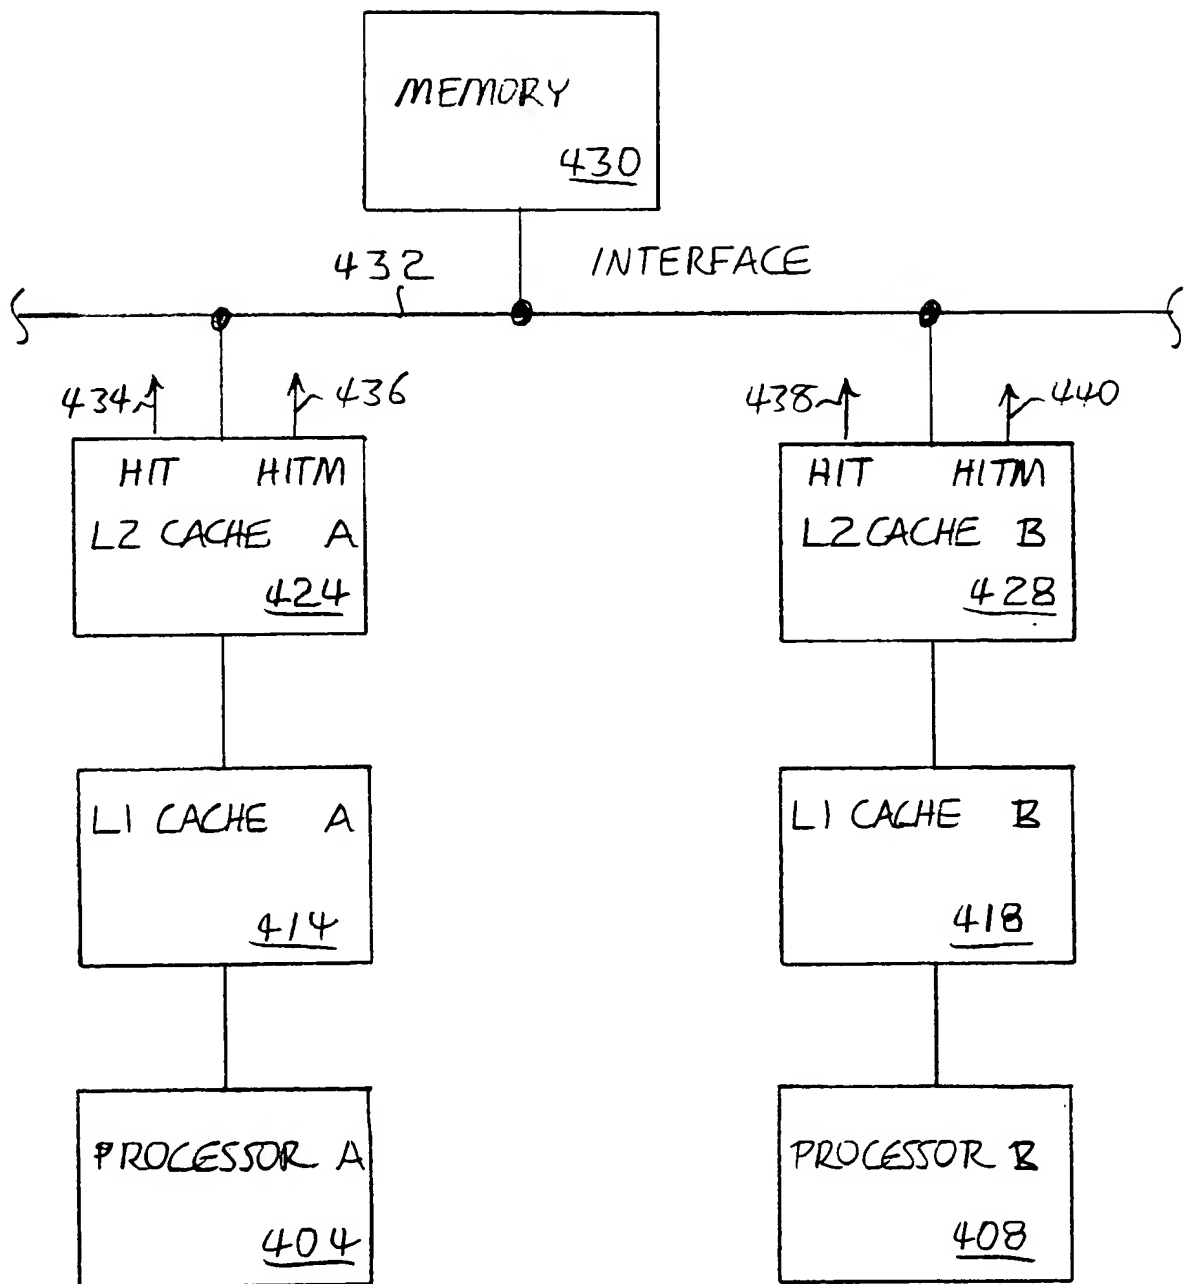 MEMORY
430
432 INTERFACE
434 436 438 440
HIT HITM HIT HITM
L2 CACHE A L2 CACHE B
424 428
L1 CACHE A L1 CACHE B
414 418
PROCESSOR A PROCESSOR B
404 408